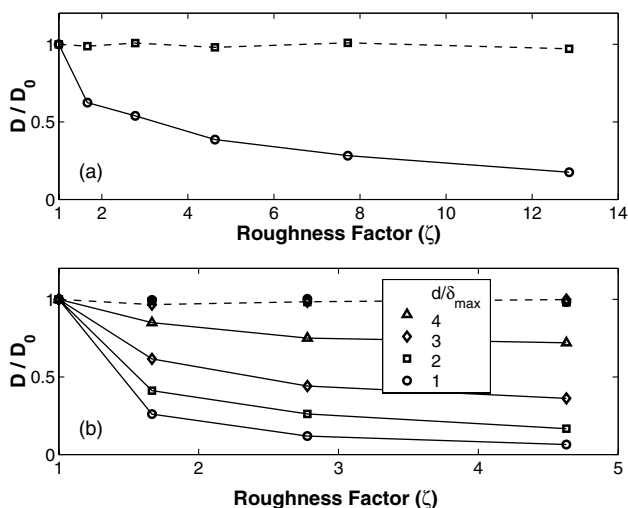 1
D / D0
0.5
(a)
0
1 2 4 6 8 10 12 14
Roughness Factor (ζ)
1
D / D0
0.5
(b)
0
d/δmax
4
3
2
1
1 2 3 4 5
Roughness Factor (ζ)